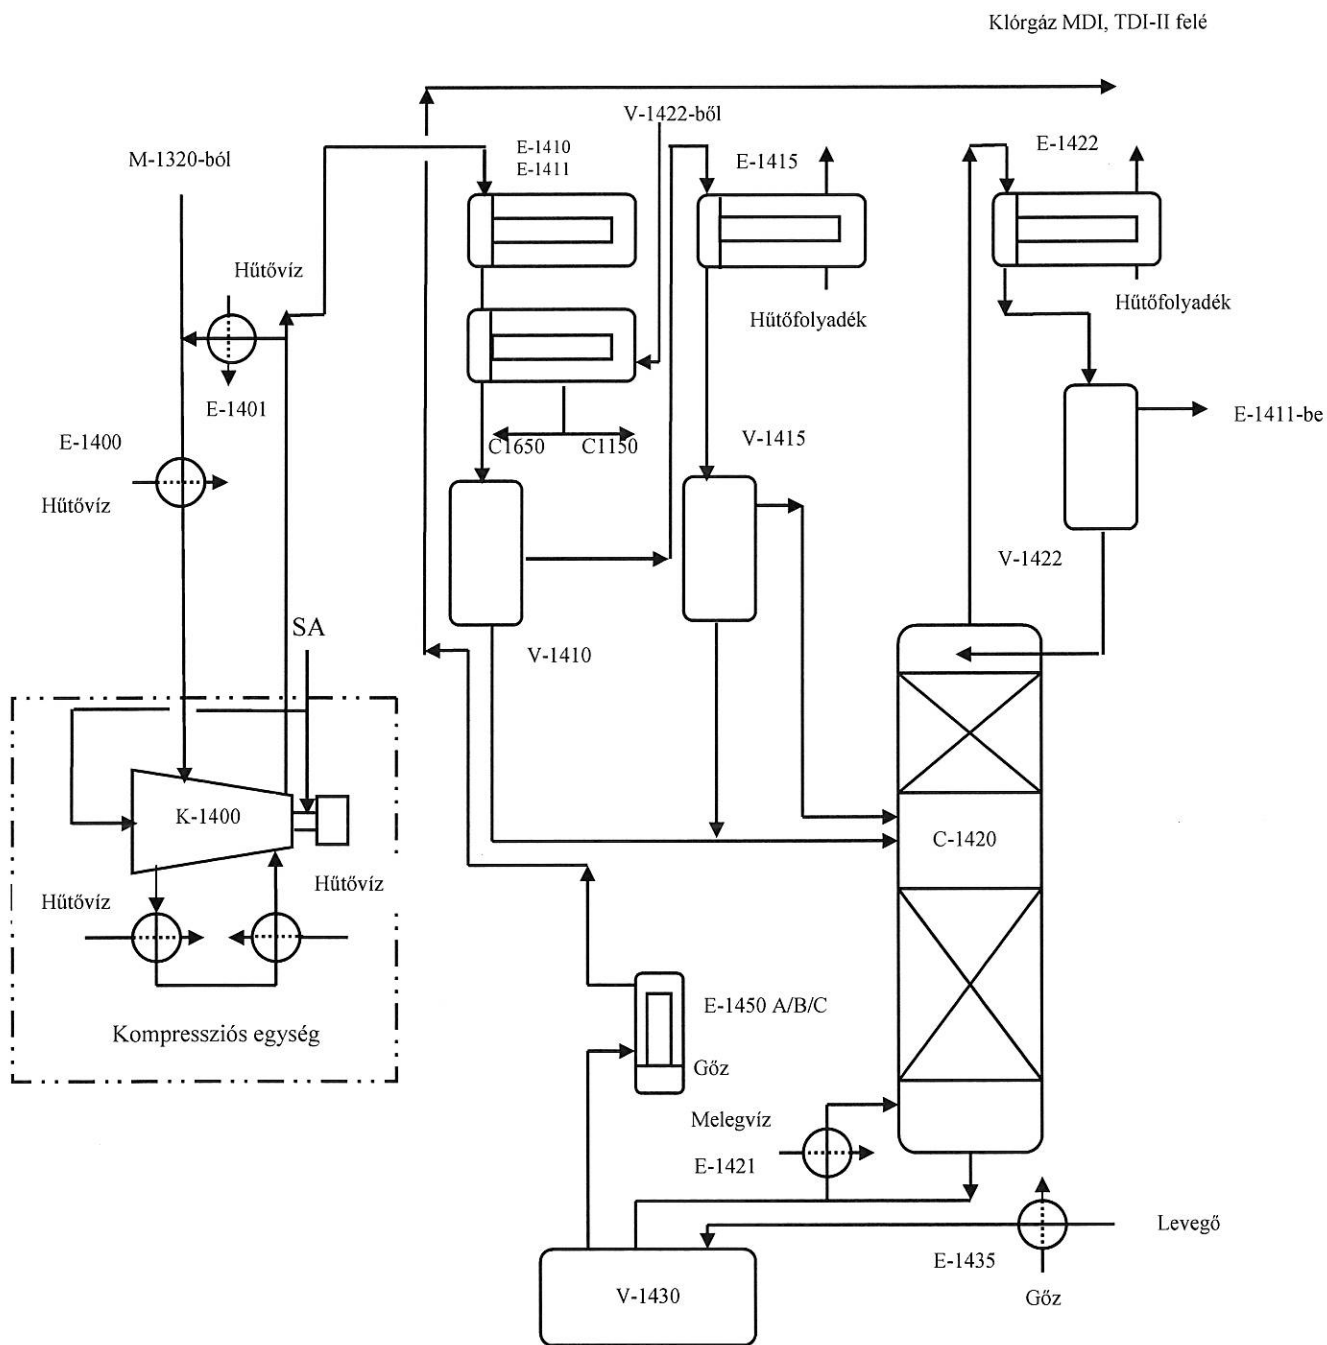 Klórgáz MDI, TDI-II felé
V-1422-ből
M-1320-ból
E-1410
E-1411
E-1415
E-1422
Hűtővíz
Hűtőfolyadék
Hűtőfolyadék
E-1401
E-1411-be
E-1400
C1650
C1150
V-1415
Hűtővíz
V-1422
SA
V-1410
K-1400
C-1420
Hűtővíz
Hűtővíz
E-1450 A/B/C
Kompressziós egység
Gőz
Melegvíz
E-1421
Levegő
E-1435
V-1430
Gőz